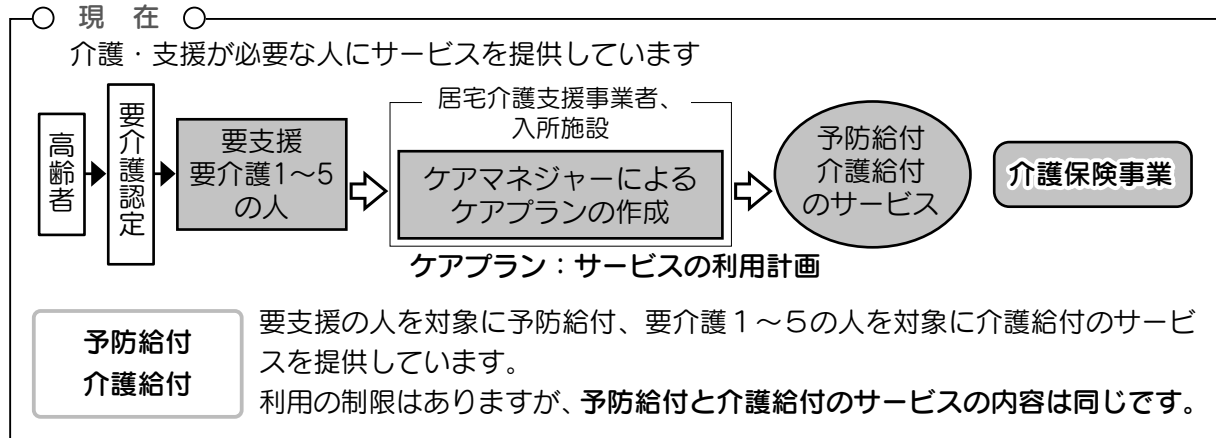 現 在
介護・支援が必要な人にサービスを提供しています
高齢者
要介護認定
要支援
要介護1～5
の人
居宅介護支援事業者、
入所施設
ケアマネジャーによる
ケアプランの作成
ケアプラン：サービスの利用計画
予防給付
介護給付
のサービス
介護保険事業
予防給付
介護給付
要支援の人を対象に予防給付、要介護１～５の人を対象に介護給付のサービ
スを提供しています。
利用の制限はありますが、予防給付と介護給付のサービスの内容は同じです。